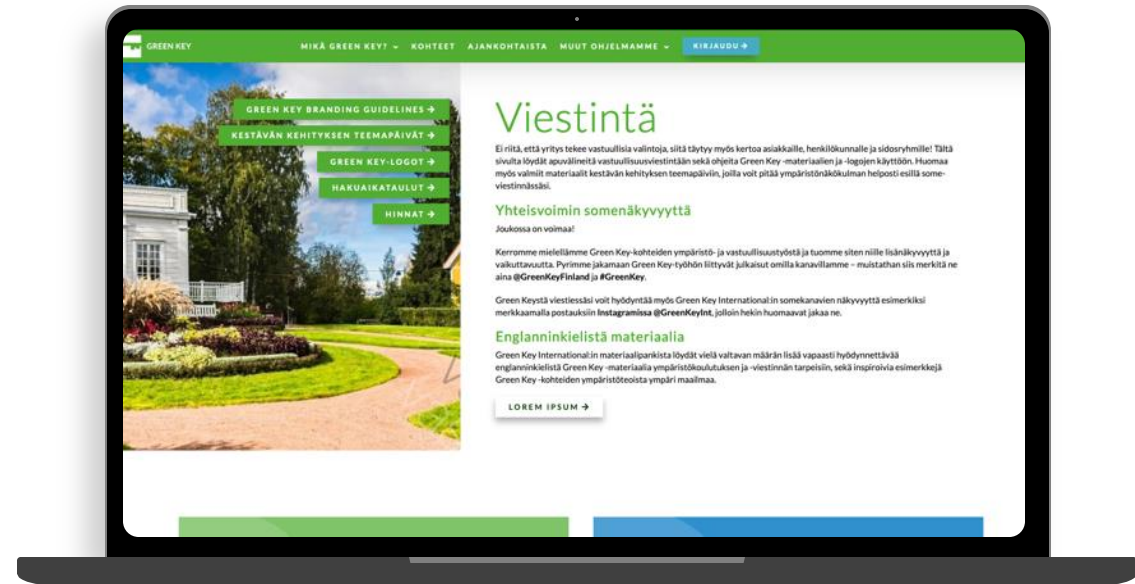 GREEN KEY
MIKÄ GREEN KEY? KOHTEET AJANKOHTAISTA MUUT OHJELMAMME KIRJAUDU →
GREEN KEY BRANDING GUIDELINES →
KESTÄVÄN KEHITYKSEN TEEMAPÄIVÄT →
GREEN KEY-LOGOT →
HAKUAIKATAULUT →
HINNAT →
Viestintä
Ei riitä, että yritys tekee vastuullisia valintoja, siitä täytyy myös kertoa asiakkaille, henkilökunnalle ja sidosryhmille! Tältä
sivulta löydät apuvälineitä vastuullisuusviestintään sekä ohjeita Green Key -materiaalien ja -logojen käyttöön. Huomaa
myös valmiit materiaalit kestävän kehityksen teemapäiviin, joilla voit pitää ympäristönäkökulman helposti esillä some-
viestinnässäsi.
Yhteisvoimin somenäkyvyyttä
Joukossa on voimaa!
Kerromme mielellämme Green Key-kohteiden ympäristö- ja vastuullisuustyöstä ja tuomme siten niille lisänäkyvyyttä ja
vaikuttavuutta. Pyrimme jakamaan Green Key-työhön liittyvät julkaisut omilla kanavillamme – muistathan siis merkitä ne
aina @GreenKeyFinland ja #GreenKey.
Green Keystä viestiessäsi voit hyödyntää myös Green Key International:in somekanavien näkyvyyttä esimerkiksi
merkkaamalla postauksiin Instagramissa @GreenKeyInt, jolloin hekin huomaavat jakaa ne.
Englanninkielistä materiaalia
Green Key International:in materiaalipankista löydät vielä valtavan määrän lisää vapaasti hyödynnettävää
englanninkielistä Green Key -materiaalia ympäristökoulutuksen ja -viestinnän tarpeisiin, sekä inspiroivia esimerkkejä
Green Key -kohteiden ympäristöteoista ympäri maailmaa.
LOREM IPSUM →